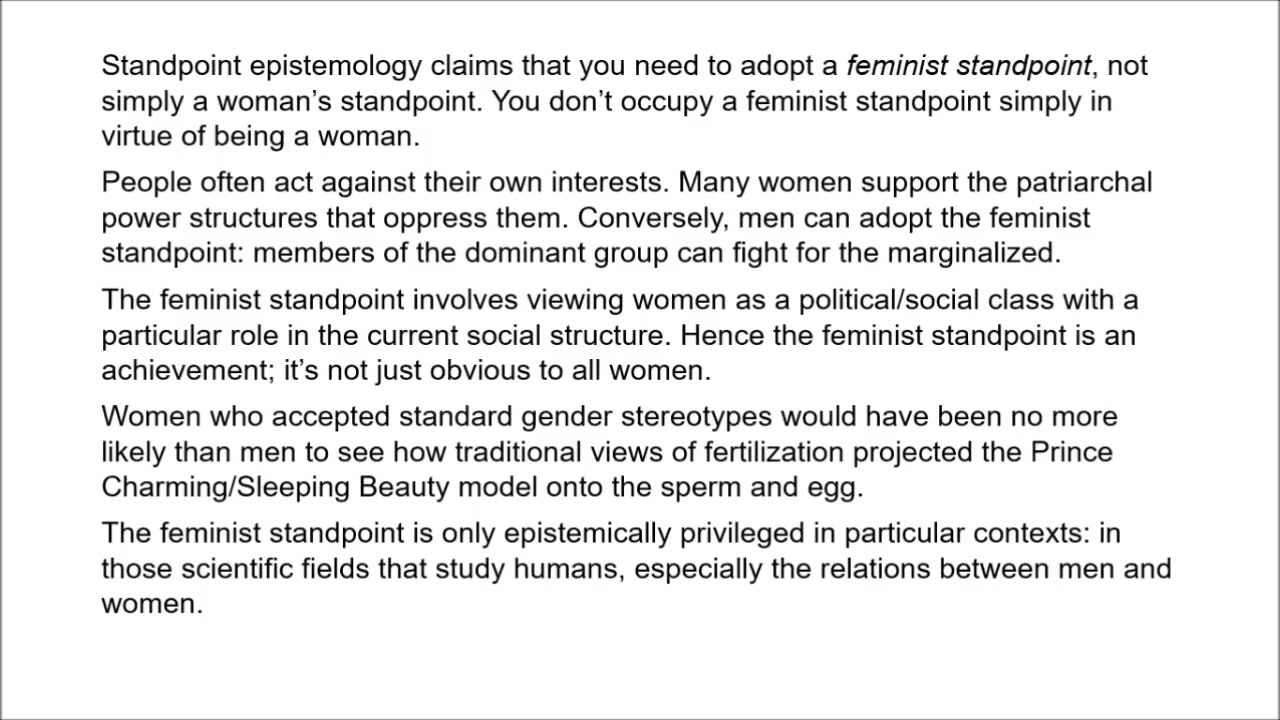 Standpoint epistemology claims that you need to adopt a feminist standpoint, not
simply a woman’s standpoint. You don’t occupy a feminist standpoint simply in
virtue of being a woman.
People often act against their own interests. Many women support the patriarchal
power structures that oppress them. Conversely, men can adopt the feminist
standpoint: members of the dominant group can fight for the marginalized.
The feminist standpoint involves viewing women as a political/social class with a
particular role in the current social structure. Hence the feminist standpoint is an
achievement; it’s not just obvious to all women.
Women who accepted standard gender stereotypes would have been no more
likely than men to see how traditional views of fertilization projected the Prince
Charming/Sleeping Beauty model onto the sperm and egg.
The feminist standpoint is only epistemically privileged in particular contexts: in
those scientific fields that study humans, especially the relations between men and
women.